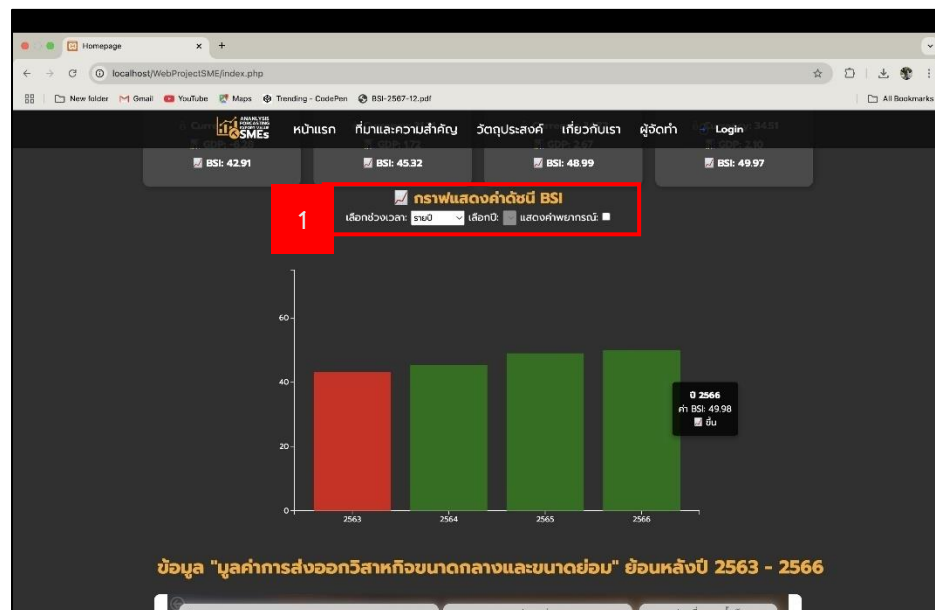 Homepage
localhost/WebProjectSME/index.php
New folder Gmail YouTube Maps Trending - CodePen BSI-2567-12.pdf All Bookmarks
ANANLYSIS
FORECASTING
EXPORT VALUE
SMEs
หน้าแรก ที่มาและความสำคัญ วัตถุประสงค์ เกี่ยวกับเรา ผู้จัดทำ Login
BSI: 42.91 BSI: 45.32 BSI: 48.99 BSI: 49.97
1
กราฟแสดงค่าดัชนี BSI
เลือกช่วงเวลา: รายปี เลือกปี: แสดงค่าพยากรณ์:
60
40
20
0
ปี 2566
ค่า BSI: 49.98
ขึ้น
2563 2564 2565 2566
ข้อมูล "มูลค่าการส่งออกวิสาหกิจขนาดกลางและขนาดย่อม" ย้อนหลังปี 2563 - 2566